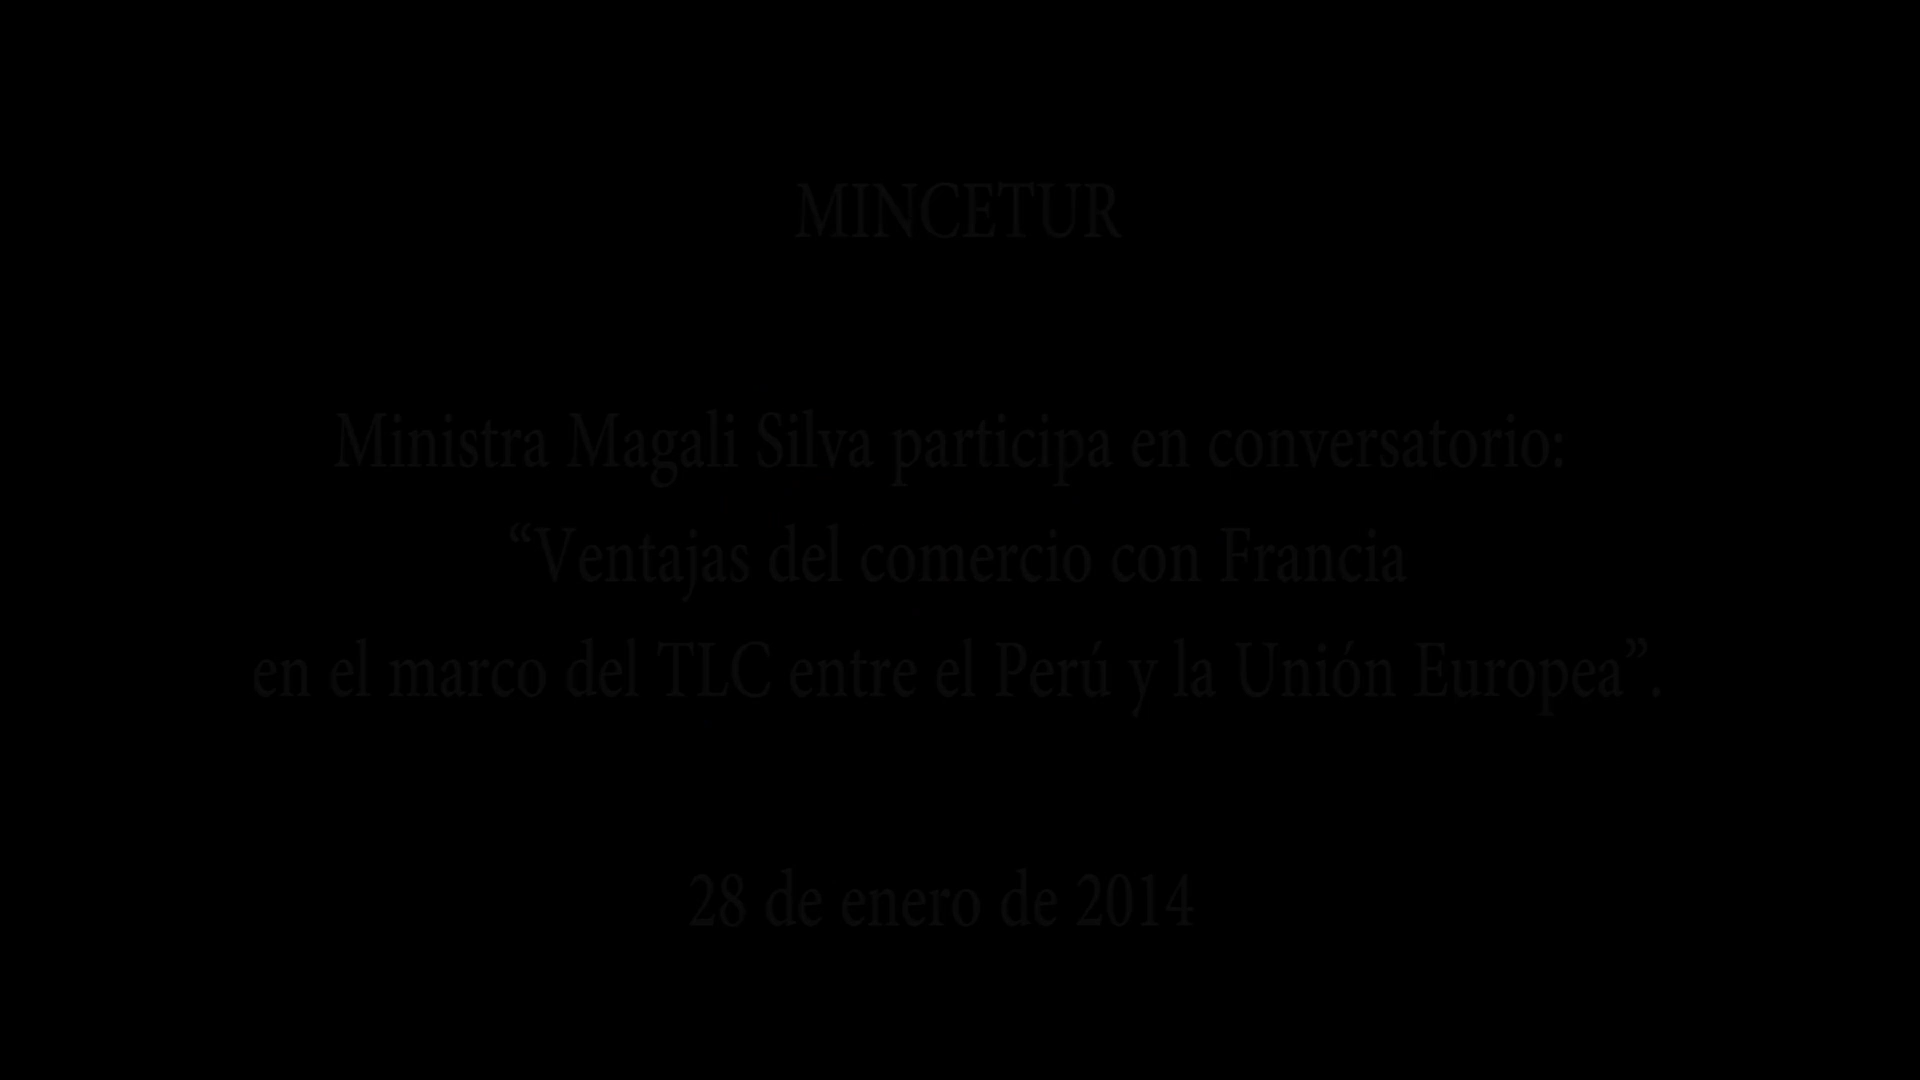 MINCETUR
Ministra Magali Silva participa en conversatorio:
“Ventajas del comercio con Francia
en el marco del TLC entre el Perú y la Unión Europea”.
28 de enero de 2014